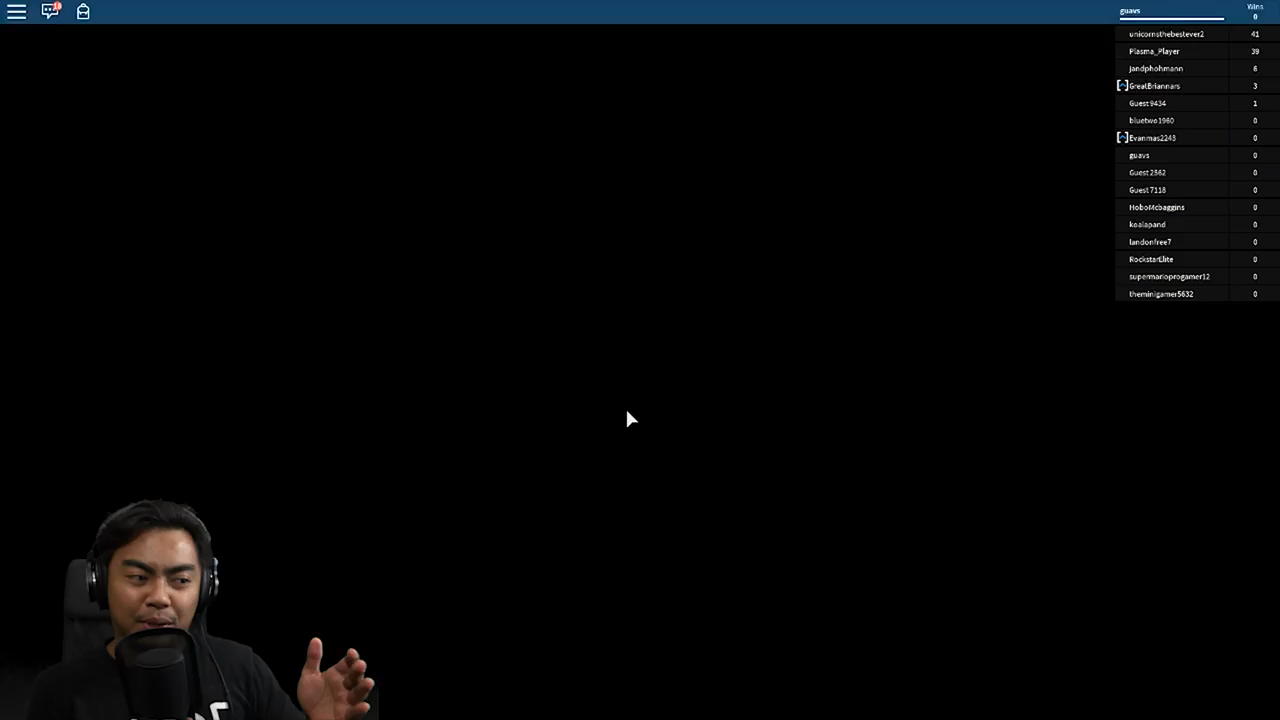 10
guavs
Wins
0
unicornsthebestever2 41
Plasma_Player 39
jandphohmann 6
GreatBriannars 3
Guest 9434 1
bluetwo1960 0
Evanmas2243 0
guavs 0
Guest 2562 0
Guest 7118 0
HoboMcbaggins 0
koalapand 0
landonfree7 0
RockstarElite 0
supermarioprogamer12 0
theminigamer5632 0